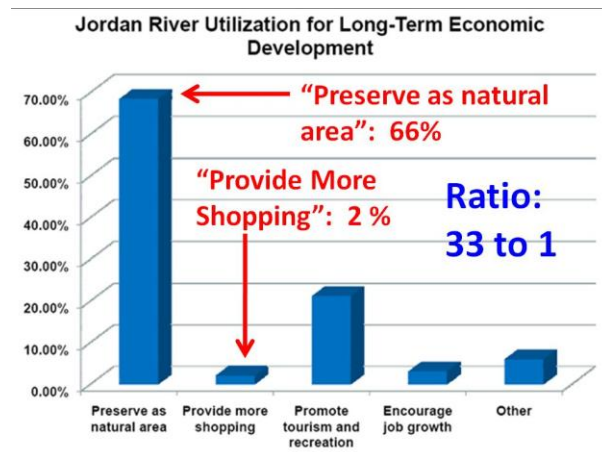 Jordan River Utilization for Long-Term Economic
Development
70.00%
60.00%
50.00%
40.00%
30.00%
20.00%
10.00%
0.00%
“Preserve as natural
area”: 66%
“Provide More
Shopping”: 2 %
Ratio:
33 to 1
Preserve as
natural area
Provide more
shopping
Promote
tourism and
recreation
Encourage
job growth
Other